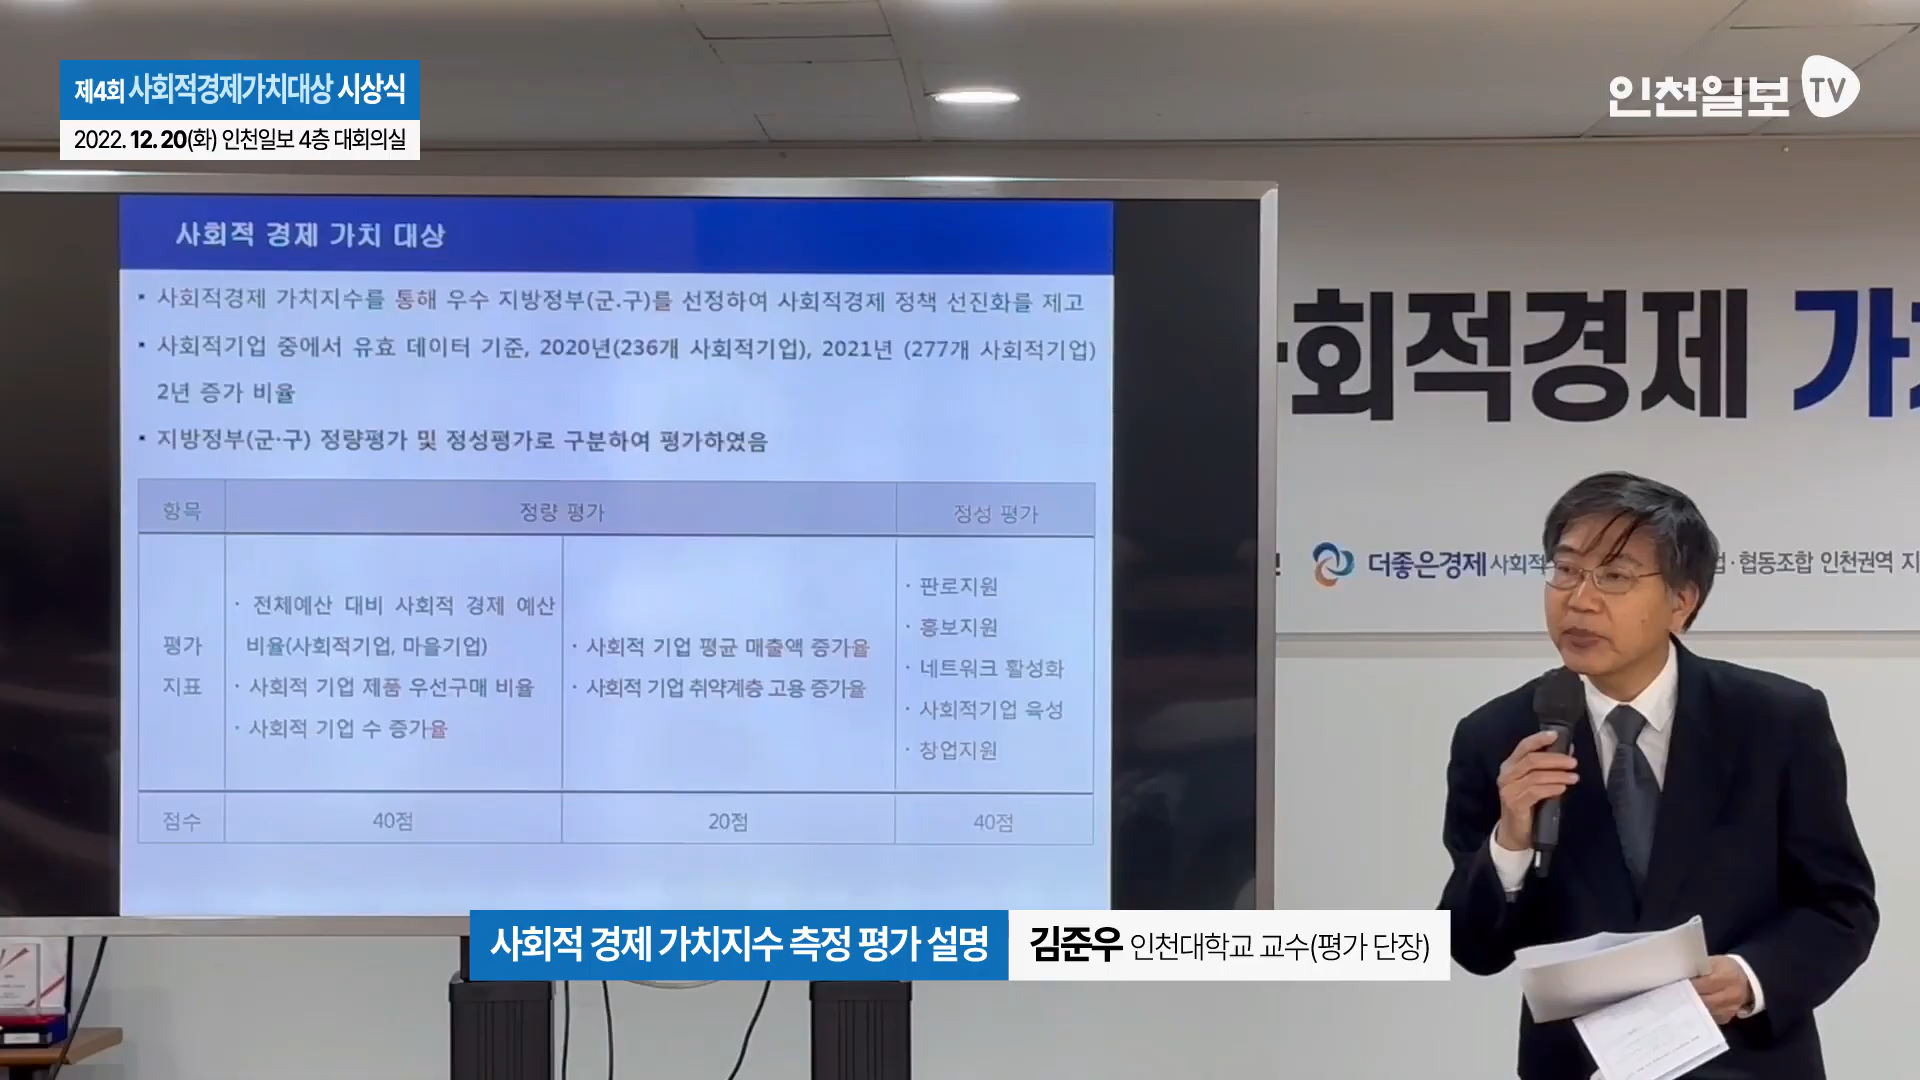 제4회 사회적경제가치대상 시상식
2022. 12. 20(화) 인천일보 4층 대회의실
인천일보 TV
사회적 경제 가치 대상
▪ 사회적경제 가치지수를 통해 우수 지방정부(군.구)를 선정하여 사회적경제 정책 선진화를 제고
▪ 사회적기업 중에서 유효 데이터 기준, 2020년(236개 사회적기업), 2021년 (277개 사회적기업)
2년 증가 비율
▪ 지방정부(군·구) 정량평가 및 정성평가로 구분하여 평가하였음
항목 정량 평가 정성 평가
평가
지표
· 전체예산 대비 사회적 경제 예산
비율(사회적기업, 마을기업)
· 사회적 기업 제품 우선구매 비율
· 사회적 기업 수 증가율
· 사회적 기업 평균 매출액 증가율
· 사회적 기업 취약계층 고용 증가율
· 판로지원
· 홍보지원
· 네트워크 활성화
· 사회적기업 육성
· 창업지원
점수 40점 20점 40점
회적경제
더좋은경제 사회적
·협동조합 인천권역
사회적 경제 가치지수 측정 평가 설명
김준우 인천대학교 교수(평가 단장)